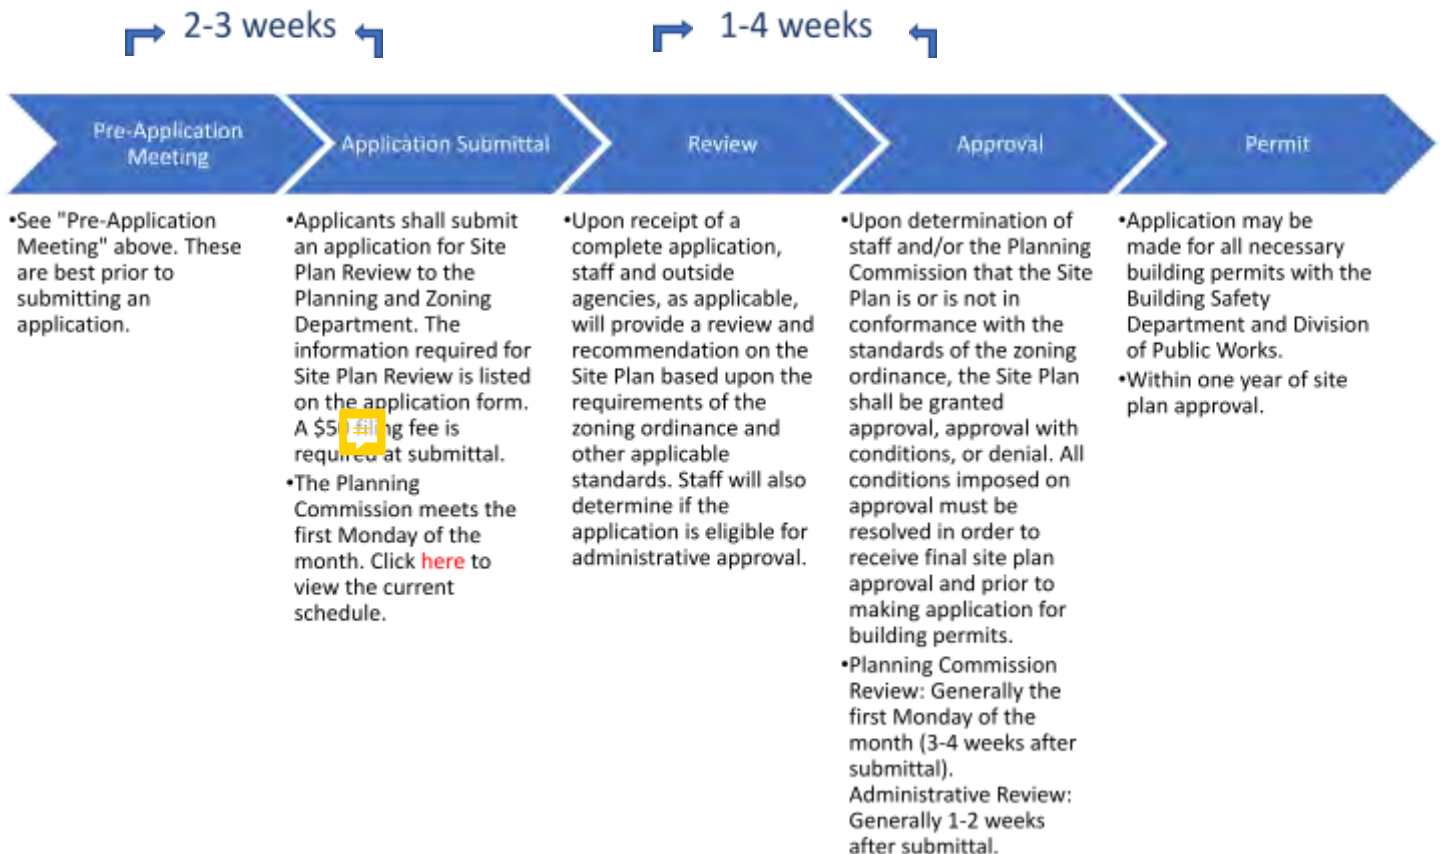 2-3 weeks
1-4 weeks
Pre-Application
Meeting
Application Submittal
Review
Approval
Permit
•See "Pre-Application
Meeting" above. These
are best prior to
submitting an
application.
•Applicants shall submit
an application for Site
Plan Review to the
Planning and Zoning
Department. The
information required for
Site Plan Review is listed
on the application form.
A fee is
required at submittal.
•The Planning
Commission meets the
first Monday of the
month. Click here to
view the current
schedule.
•Upon receipt of a
complete application,
staff and outside
agencies, as applicable,
will provide a review and
recommendation on the
Site Plan based upon the
requirements of the
zoning ordinance and
other applicable
standards. Staff will also
determine if the
application is eligible for
administrative approval.
•Upon determination of
staff and/or the Planning
Commission that the Site
Plan is or is not in
conformance with the
standards of the zoning
ordinance, the Site Plan
shall be granted
approval, approval with
conditions, or denial. All
conditions imposed on
approval must be
resolved in order to
receive final site plan
approval and prior to
making application for
building permits.
•Planning Commission
Review: Generally the
first Monday of the
month (3-4 weeks after
submittal).
Administrative Review:
Generally 1-2 weeks
after submittal.
•Application may be
made for all necessary
building permits with the
Building Safety
Department and Division
of Public Works.
•Within one year of site
plan approval.